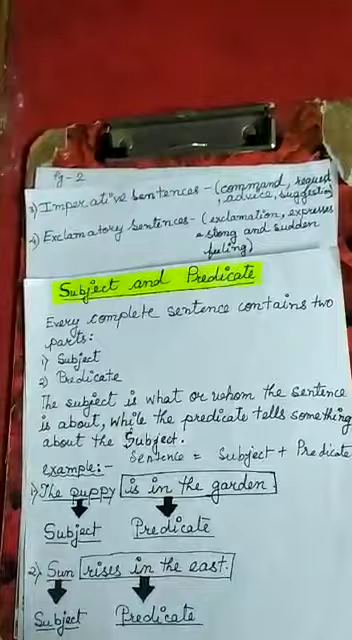 Pg - 2
3) Imperative sentences - (command, request
, advice, suggestion
4) Exclamatory sentences - (exclamation, expresses
a stong and sudden
feeling)
Subject and Predicate
Every complete sentence contains two
parts:
1) Subject
2) Predicate
The subject is what or whom the sentence
is about, while the predicate tells something
about the Subject.
Sentence = Subject + Predicate
example:-
1) The puppy is in the garden.
Subject Predicate
2) Sun rises in the east.
Subject Predicate